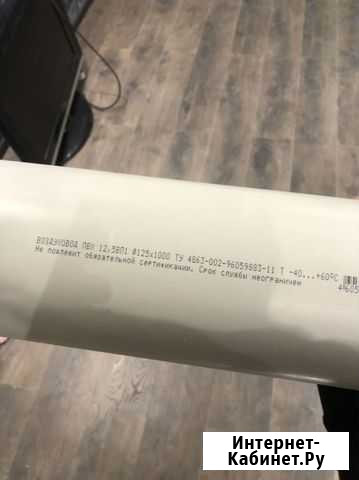 ВОЗДУХОВОД ПВХ 12,5ВП1 Ø125х1000 ТУ 4863-002-96059883-11 Т -40...+60ºС
Не подлежит обязательной сертификации. Срок службы неограничен
Интернет-
Кабинет.Ру